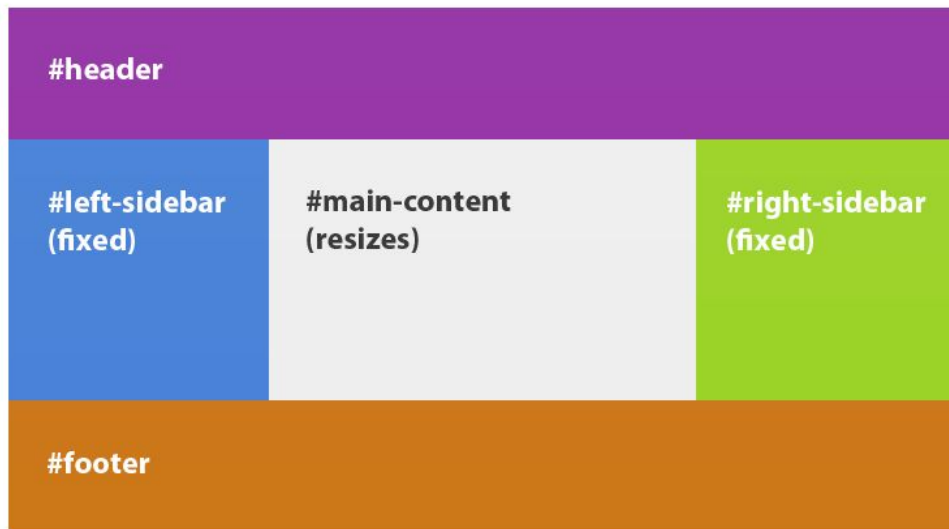 #header
#left-sidebar
(fixed)
#main-content
(resizes)
#right-sidebar
(fixed)
#footer